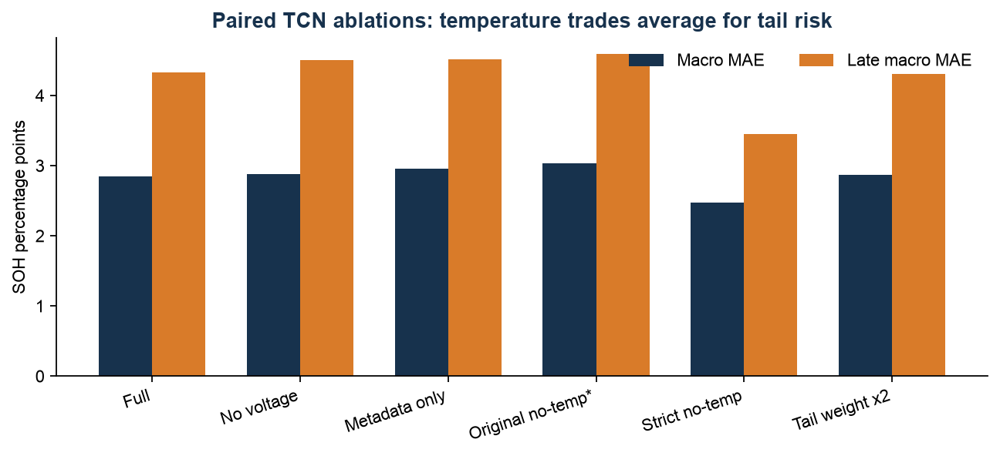 Paired TCN ablations: temperature trades average for tail risk
Macro MAE
Late macro MAE
SOH percentage points
4
3
2
1
0
Full
No voltage
Metadata only
Original no-temp*
Strict no-temp
Tail weight x2